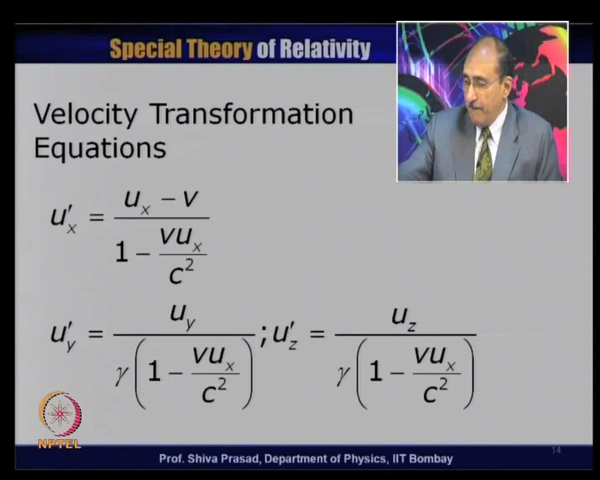 Special Theory of Relativity
Velocity Transformation
Equations
u′ₓ = (uₓ − v) / (1 − vuₓ/c²)
u′ᵧ = uᵧ / (γ(1 − vuₓ/c²)) ; u′_z = u_z / (γ(1 − vuₓ/c²))
NPTEL
14
Prof. Shiva Prasad, Department of Physics, IIT Bombay